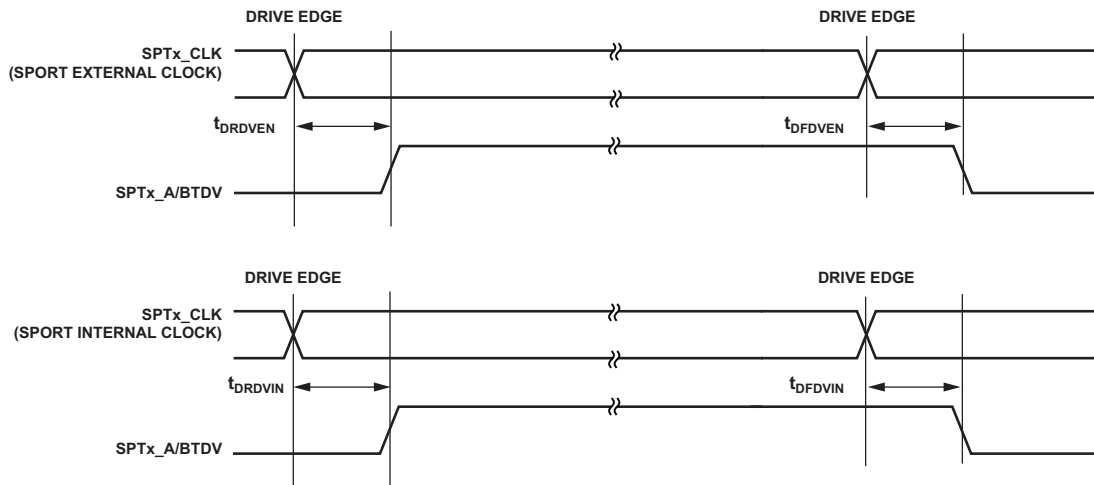 DRIVE EDGE DRIVE EDGE
SPTx_CLK
(SPORT EXTERNAL CLOCK)
tDRDVEN tDFDVEN
SPTx_A/BTDV
DRIVE EDGE DRIVE EDGE
SPTx_CLK
(SPORT INTERNAL CLOCK)
tDRDVIN tDFDVIN
SPTx_A/BTDV